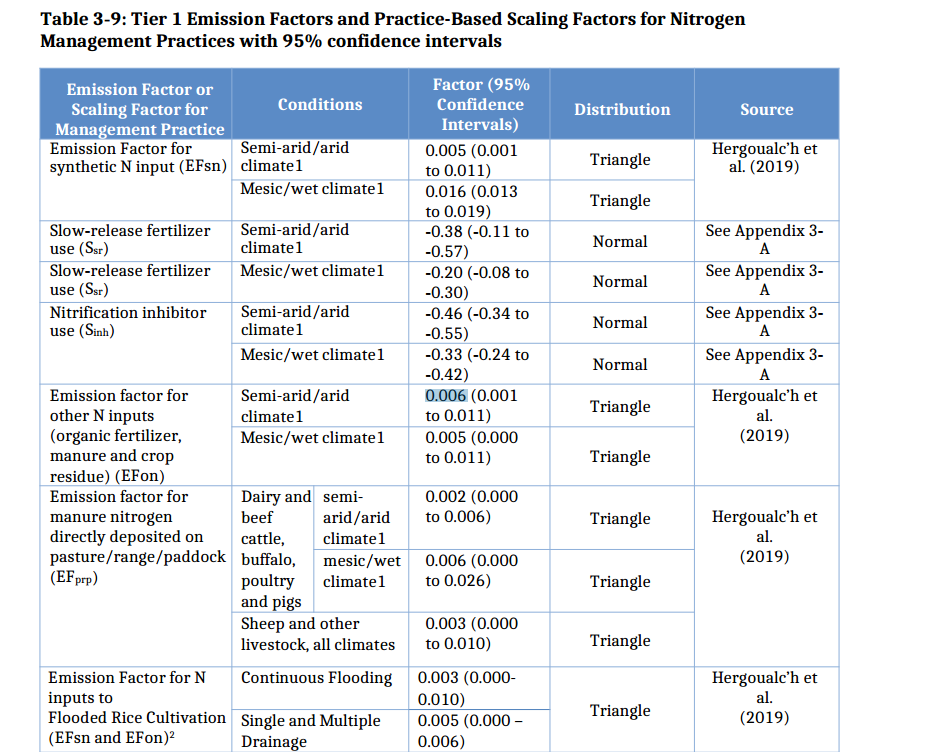 Table 3-9: Tier 1 Emission Factors and Practice-Based Scaling Factors for Nitrogen
Management Practices with 95% confidence intervals
Emission Factor or
Scaling Factor for
Management Practice
Conditions
Factor (95%
Confidence
Intervals)
Distribution
Source
Emission Factor for
synthetic N input (EFsn)
Semi-arid/arid
climate1
0.005 (0.001
to 0.011)
Triangle
Hergoualc'h et
al. (2019)
Mesic/wet climate1
0.016 (0.013
to 0.019)
Triangle
Slow-release fertilizer
use (Ssr)
Semi-arid/arid
climate1
-0.38 (-0.11 to
-0.57)
Normal
See Appendix 3-
A
Slow-release fertilizer
use (Ssr)
Mesic/wet climate1
-0.20 (-0.08 to
-0.30)
Normal
See Appendix 3-
A
Nitrification inhibitor
use (Sinh)
Semi-arid/arid
climate1
-0.46 (-0.34 to
-0.55)
Normal
See Appendix 3-
A
Mesic/wet climate1
-0.33 (-0.24 to
-0.42)
Normal
See Appendix 3-
A
Emission factor for
other N inputs
(organic fertilizer,
manure and crop
residue) (EFon)
Semi-arid/arid
climate1
0.006 (0.001
to 0.011)
Triangle
Hergoualc'h et
al.
(2019)
Mesic/wet climate1
0.005 (0.000
to 0.011)
Triangle
Emission factor for
manure nitrogen
directly deposited on
pasture/range/paddock
(EFprp)
Dairy and
beef
cattle,
buffalo,
poultry
and pigs
semi-
arid/arid
climate1
0.002 (0.000
to 0.006)
Triangle
Hergoualc'h et
al.
(2019)
mesic/wet
climate1
0.006 (0.000
to 0.026)
Triangle
Sheep and other
livestock, all climates
0.003 (0.000
to 0.010)
Triangle
Emission Factor for N
inputs to
Flooded Rice Cultivation
(EFsn and EFon)²
Continuous Flooding
0.003 (0.000-
0.010)
Triangle
Hergoualc'h et
al.
(2019)
Single and Multiple
Drainage
0.005 (0.000 –
0.006)